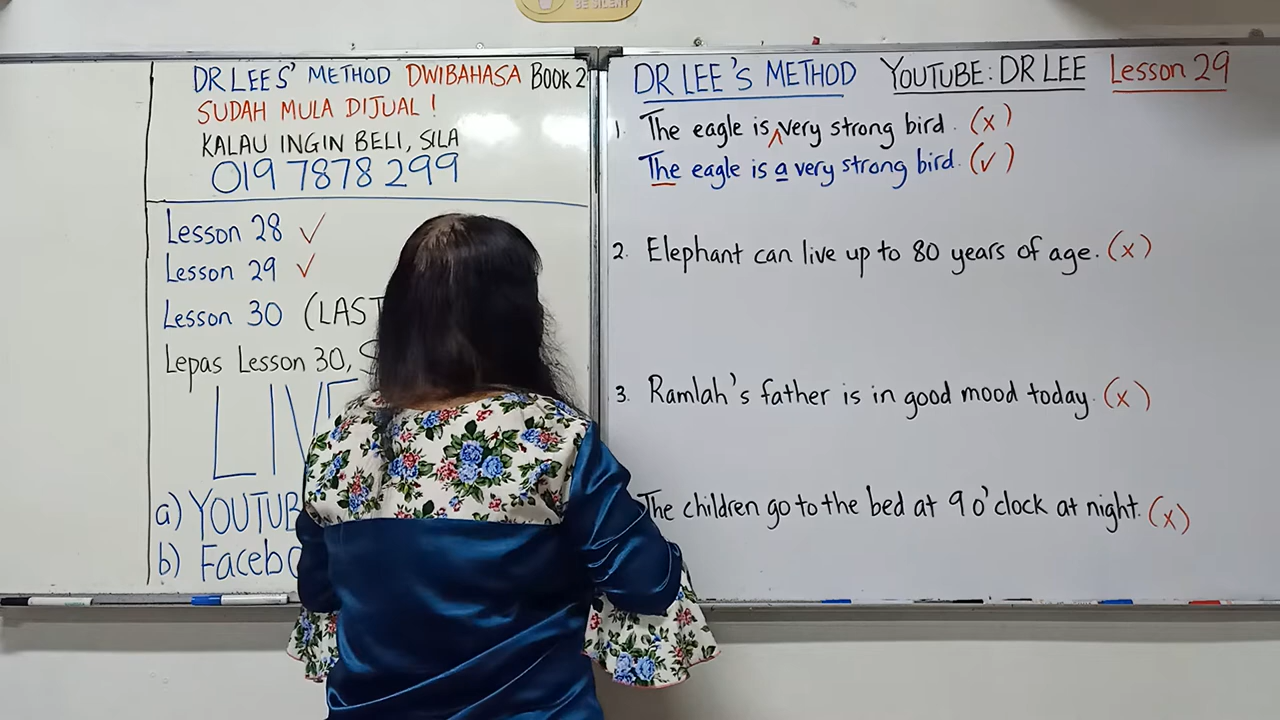 BE SILENT
DR LEES' METHOD DWIBAHASA BOOK 2
SUDAH MULA DIJUAL !
KALAU INGIN BELI, SILA
019 7878 299
Lesson 28 ✓
Lesson 29 ✓
Lesson 30 (LAST
Lepas Lesson 30,
LIVE
a) YOUTUB
b) Facebo
DR LEE'S METHOD YOUTUBE: DR LEE Lesson 29
1. The eagle is ‸ very strong bird. (x)
The eagle is a very strong bird. (✓)
2. Elephant can live up to 80 years of age. (x)
3. Ramlah's father is in good mood today. (x)
The children go to the bed at 9 o'clock at night. (x)